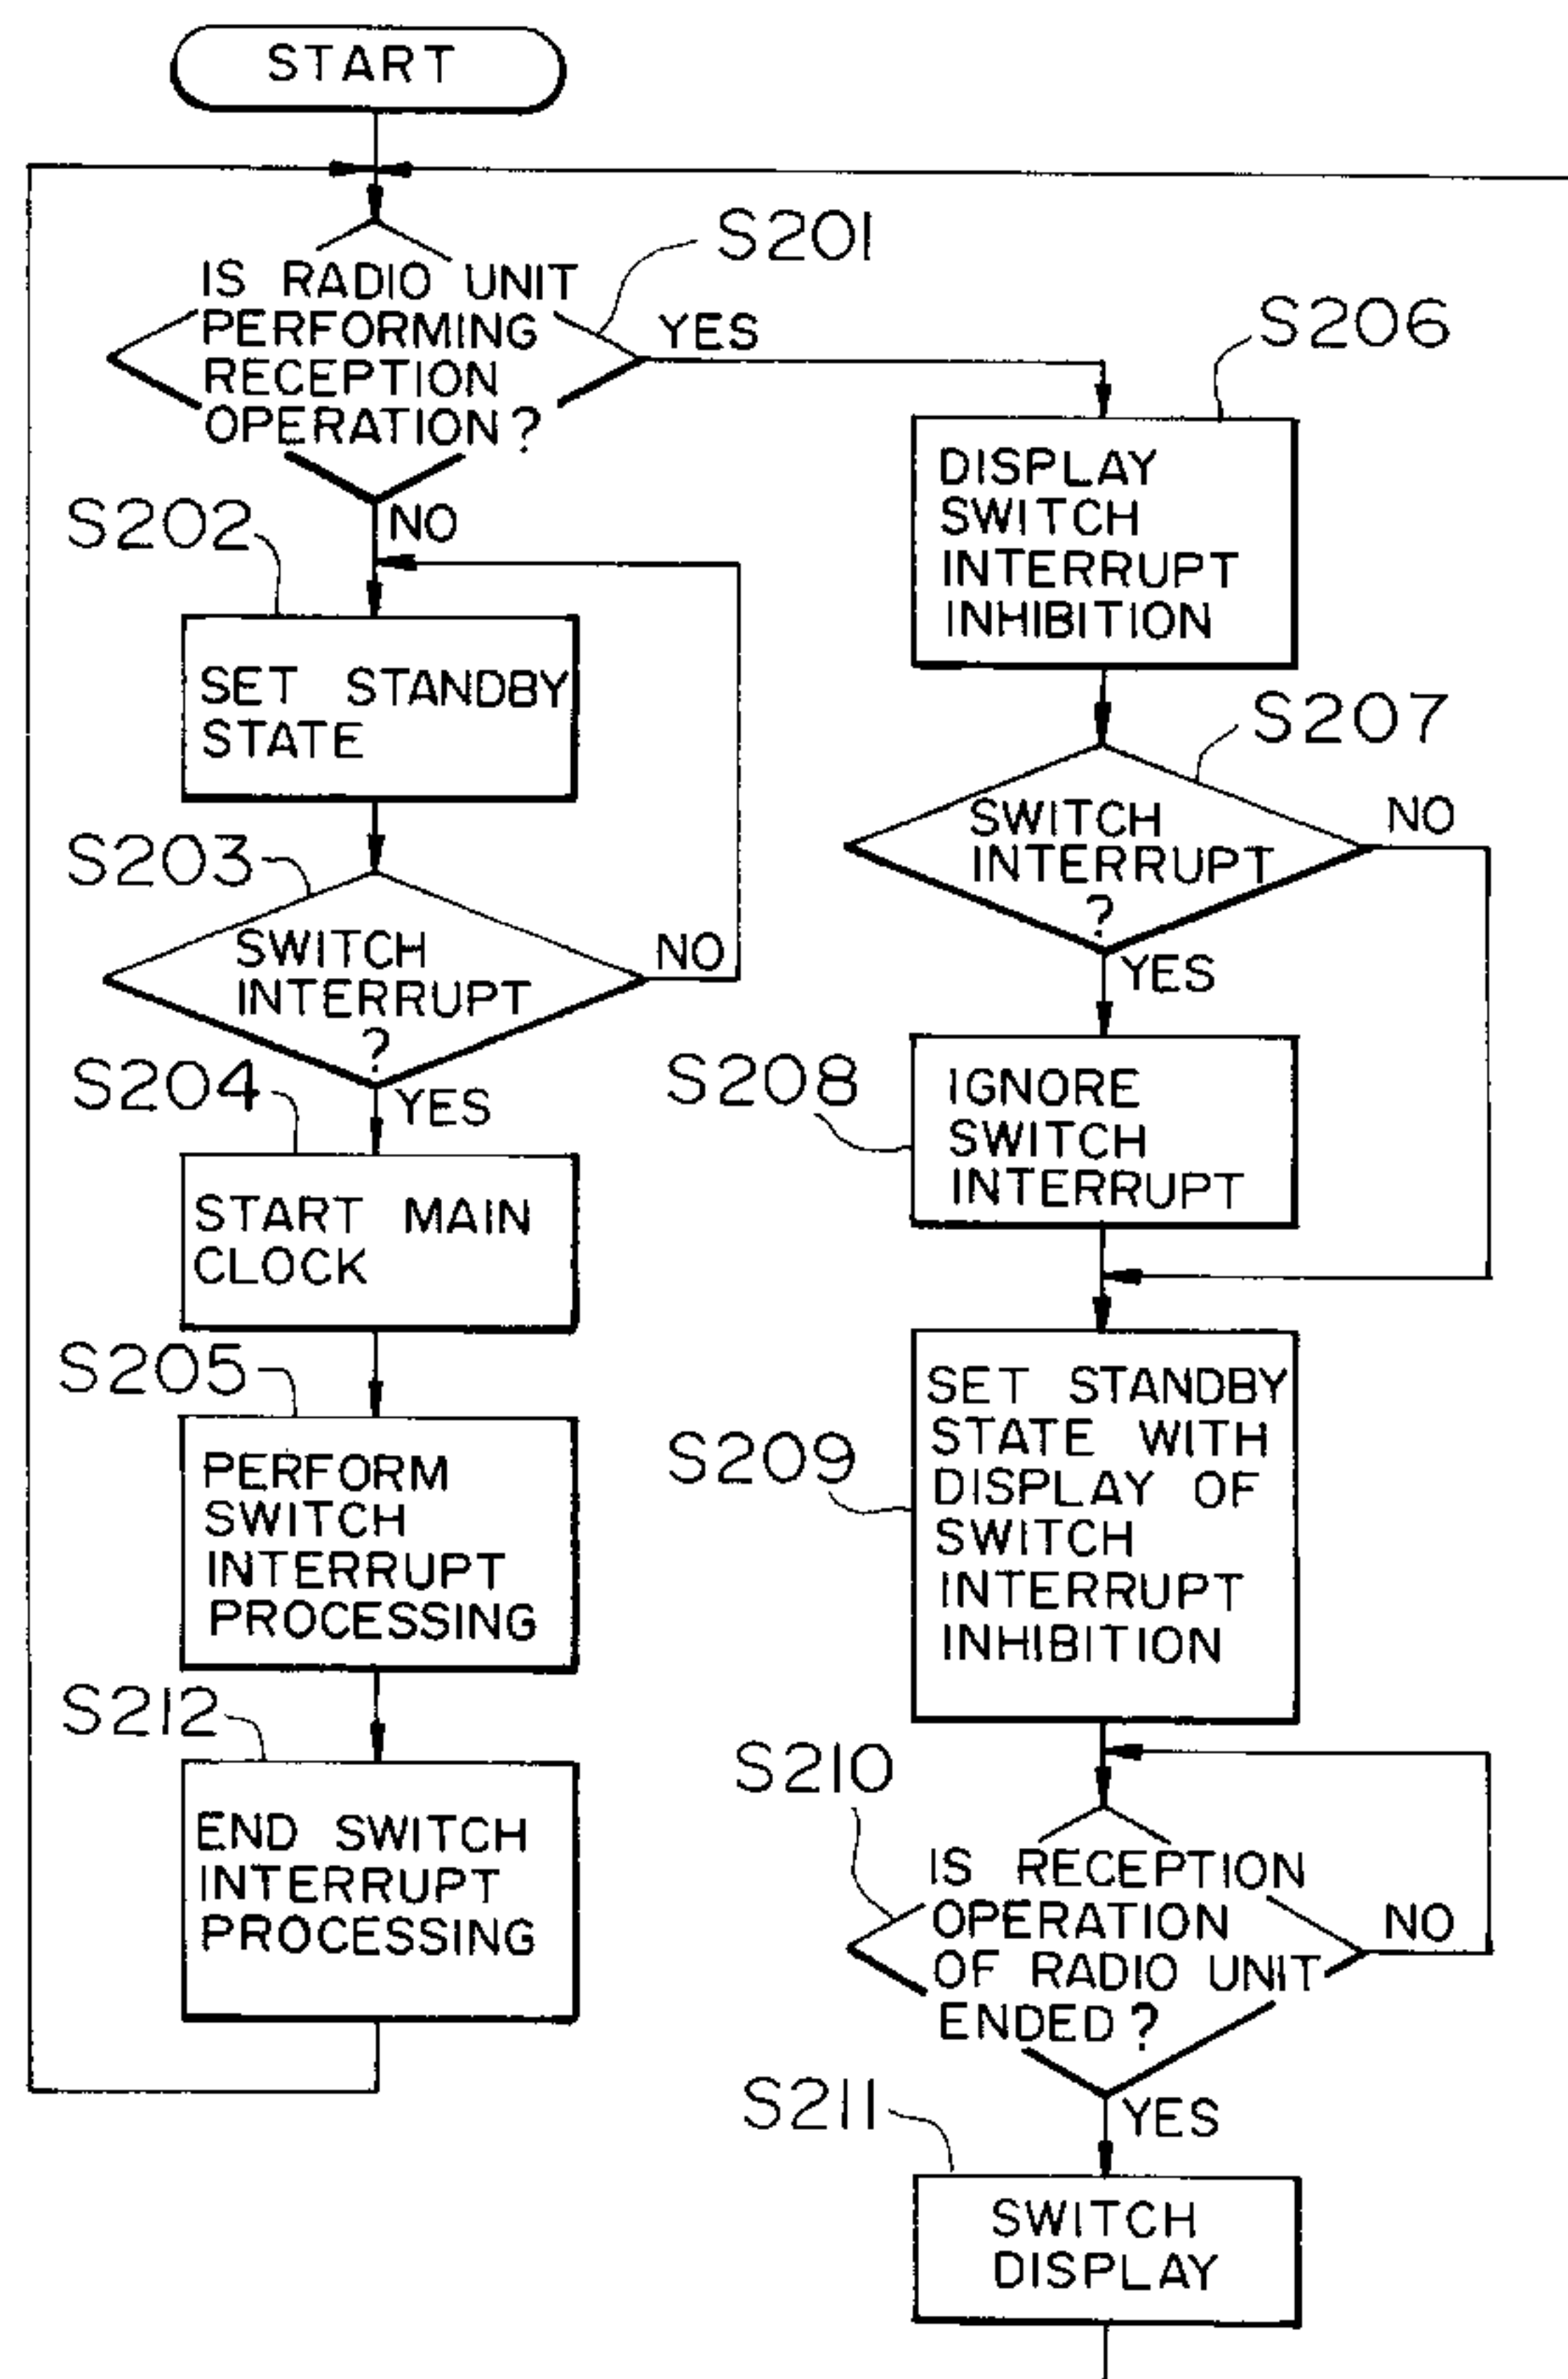 START
S201
IS RADIO UNIT
PERFORMING
RECEPTION
OPERATION?
YES
NO
S202
SET STANDBY
STATE
S203
SWITCH
INTERRUPT
?
NO
YES
S204
START MAIN
CLOCK
S205
PERFORM
SWITCH
INTERRUPT
PROCESSING
S212
END SWITCH
INTERRUPT
PROCESSING
S206
DISPLAY
SWITCH
INTERRUPT
INHIBITION
S207
SWITCH
INTERRUPT
?
NO
YES
S208
IGNORE
SWITCH
INTERRUPT
S209
SET STANDBY
STATE WITH
DISPLAY OF
SWITCH
INTERRUPT
INHIBITION
S210
IS RECEPTION
OPERATION
OF RADIO UNIT
ENDED?
NO
YES
S211
SWITCH
DISPLAY